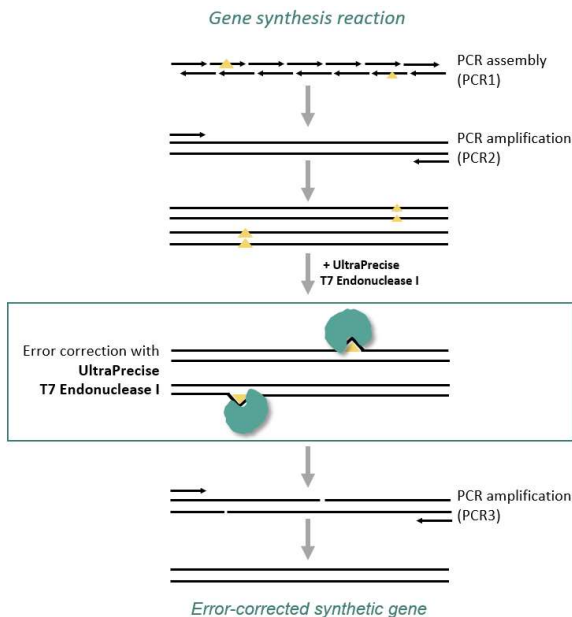 Gene synthesis reaction
PCR assembly
(PCR1)
PCR amplification
(PCR2)
+ UltraPrecise
T7 Endonuclease I
Error correction with
UltraPrecise
T7 Endonuclease I
PCR amplification
(PCR3)
Error-corrected synthetic gene